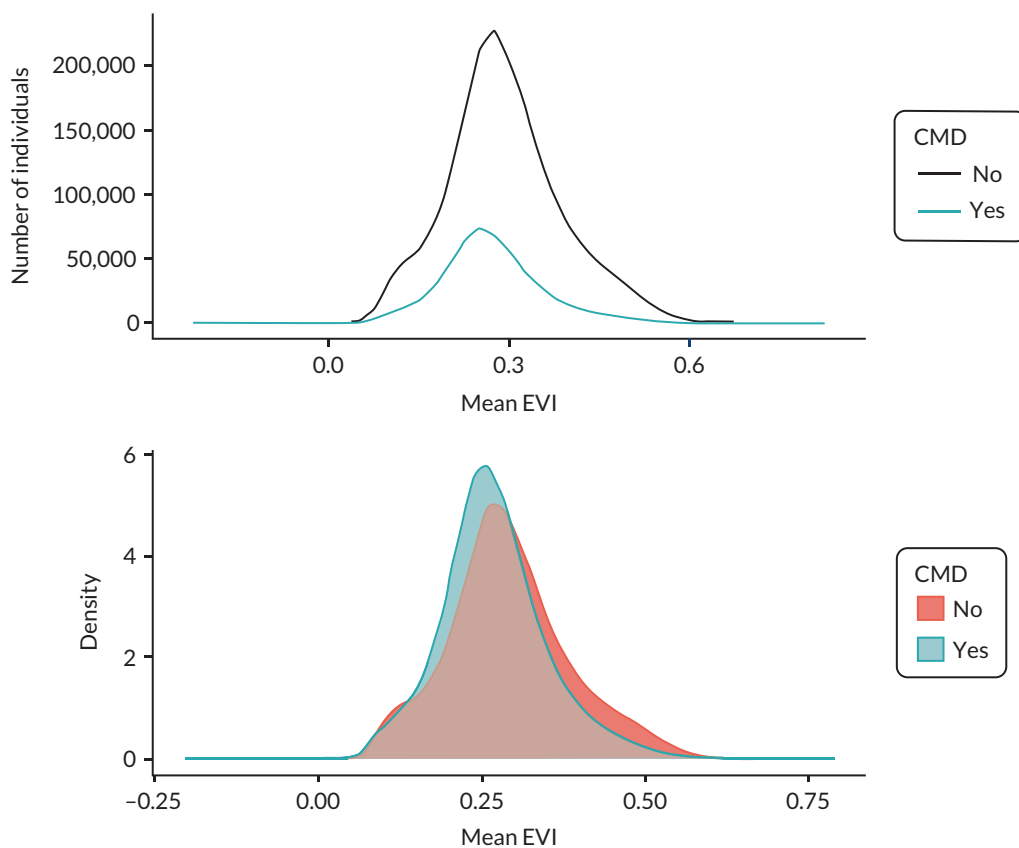 Number of individuals
200,000
150,000
100,000
50,000
0
0.0
0.3
0.6
Mean EVI
CMD
No
Yes
Density
6
4
2
0
−0.25
0.00
0.25
0.50
0.75
Mean EVI
CMD
No
Yes